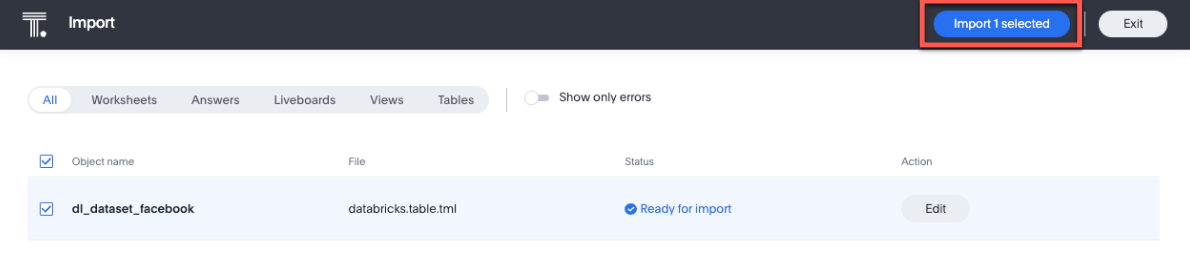 T. Import Import 1 selected Exit
All Worksheets Answers Liveboards Views Tables Show only errors
Object name File Status Action
dl_dataset_facebook databricks.table.tml Ready for import Edit